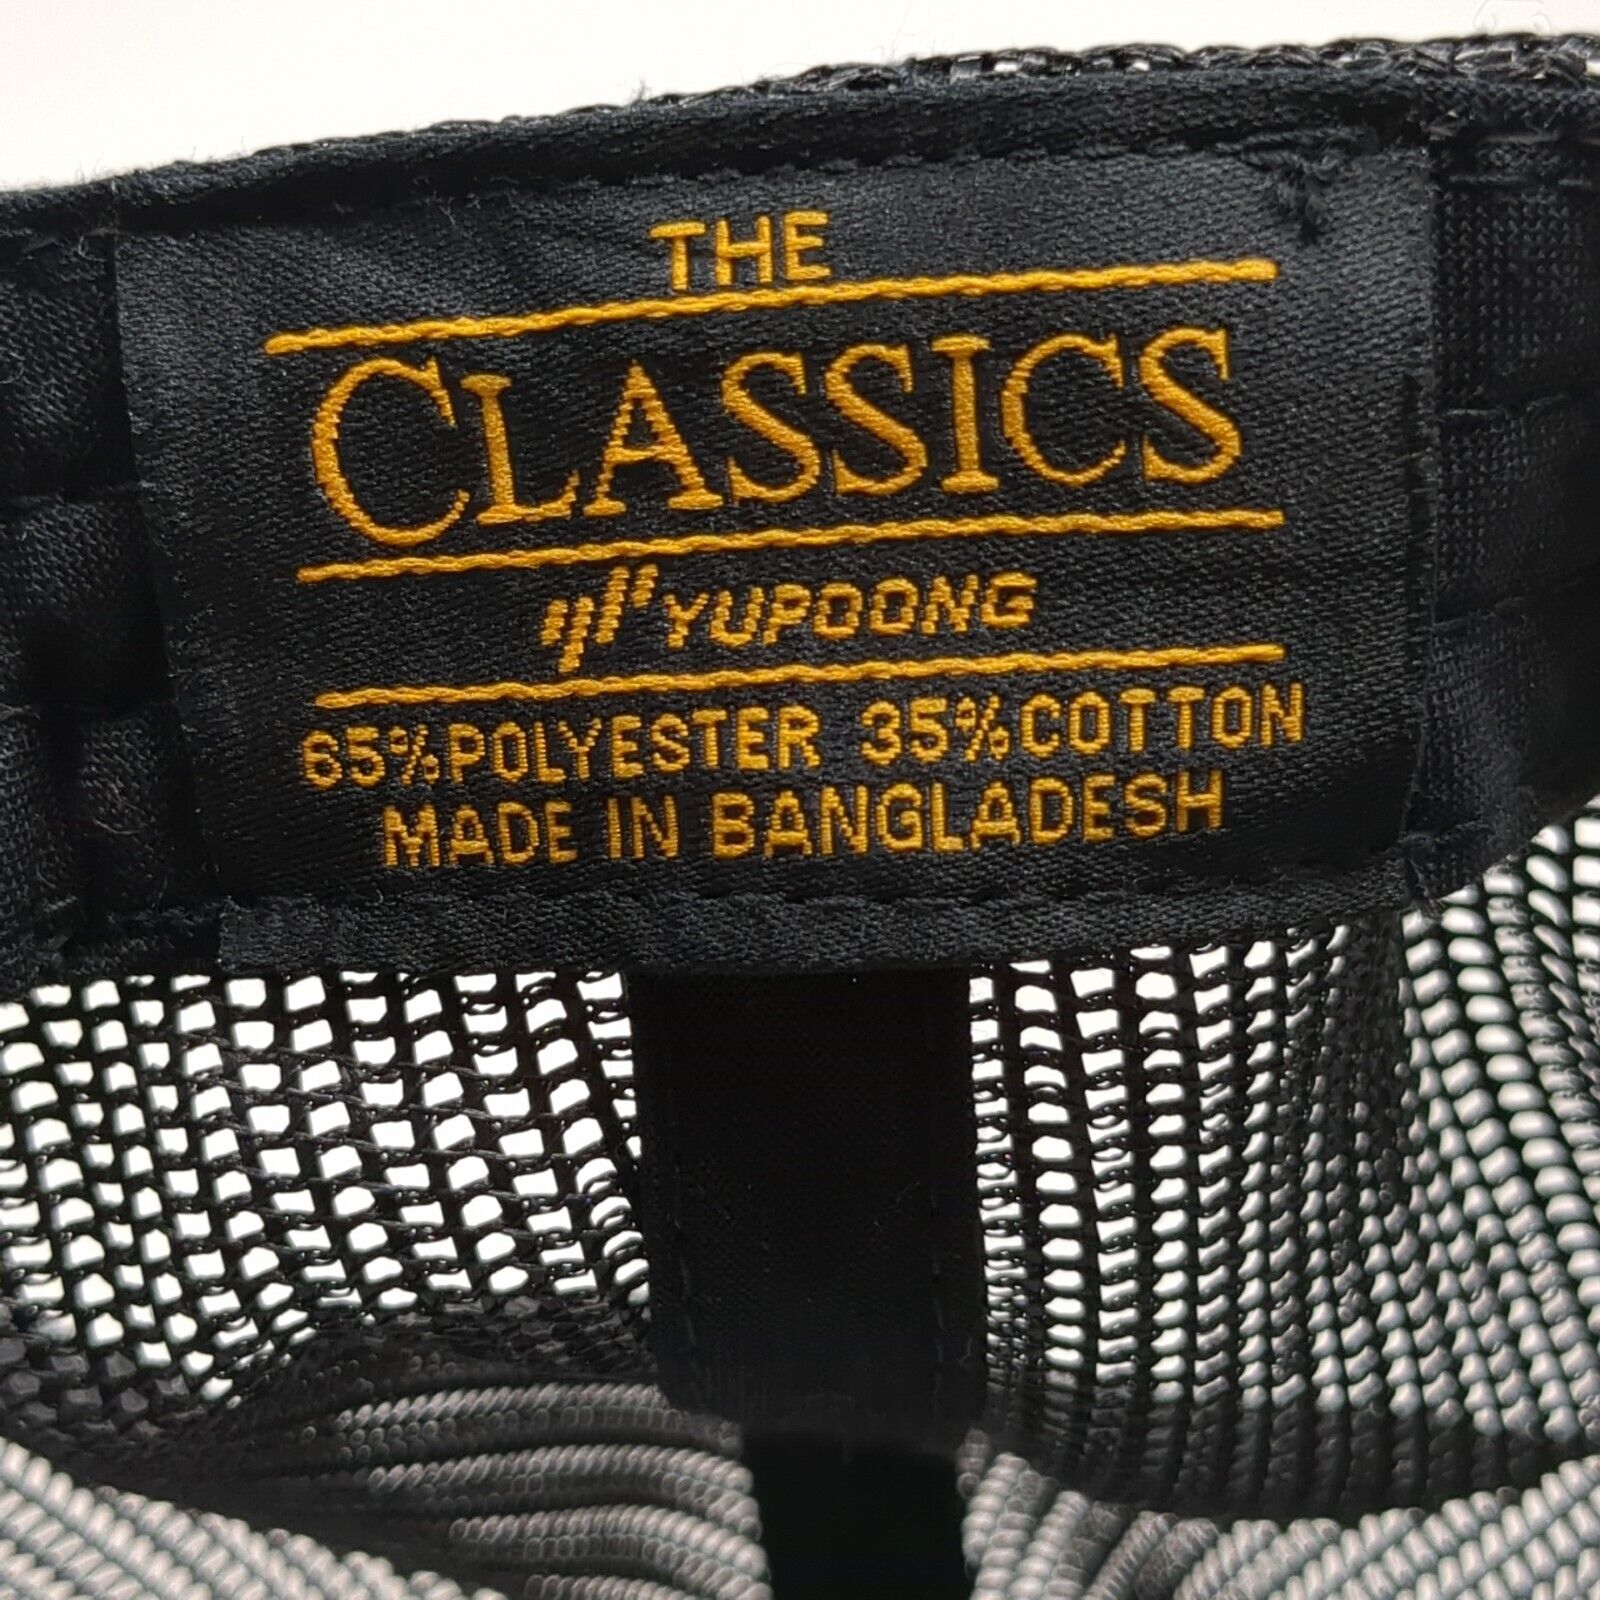 THE
CLASSICS
YUPOONG
65% POLYESTER 35% COTTON
MADE IN BANGLADESH